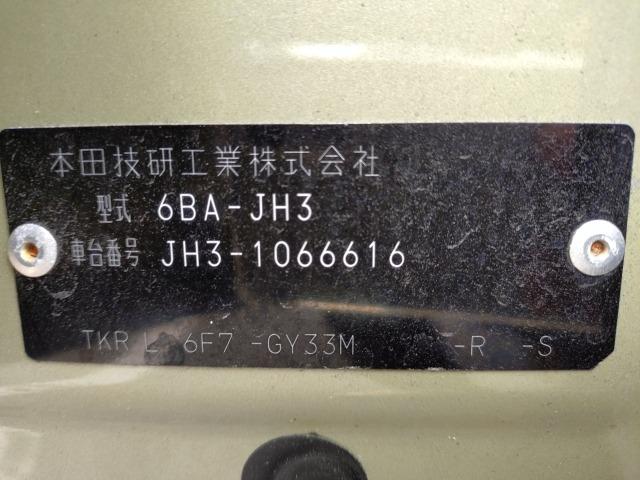 本田技研工業株式会社
型式 6BA-JH3
車台番号 JH3-1066616
TKR L 6F7 -GY33M -R -S